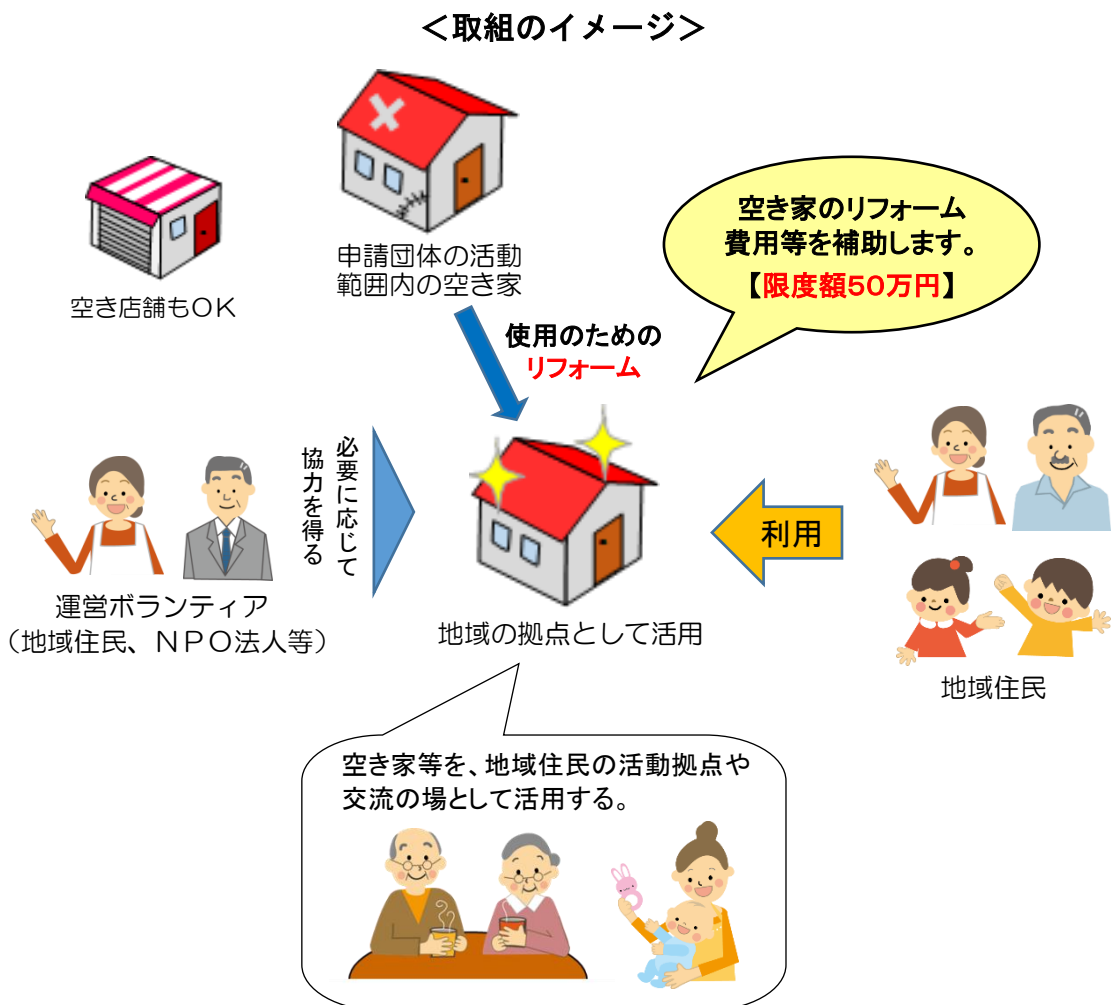 ＜取組のイメージ＞
空き店舗もＯＫ
申請団体の活動
範囲内の空き家
空き家のリフォーム
費用等を補助します。
【限度額５０万円】
使用のための
リフォーム
必要に応じて
協力を得る
利用
運営ボランティア
（地域住民、ＮＰＯ法人等）
地域の拠点として活用
地域住民
空き家等を、地域住民の活動拠点や
交流の場として活用する。